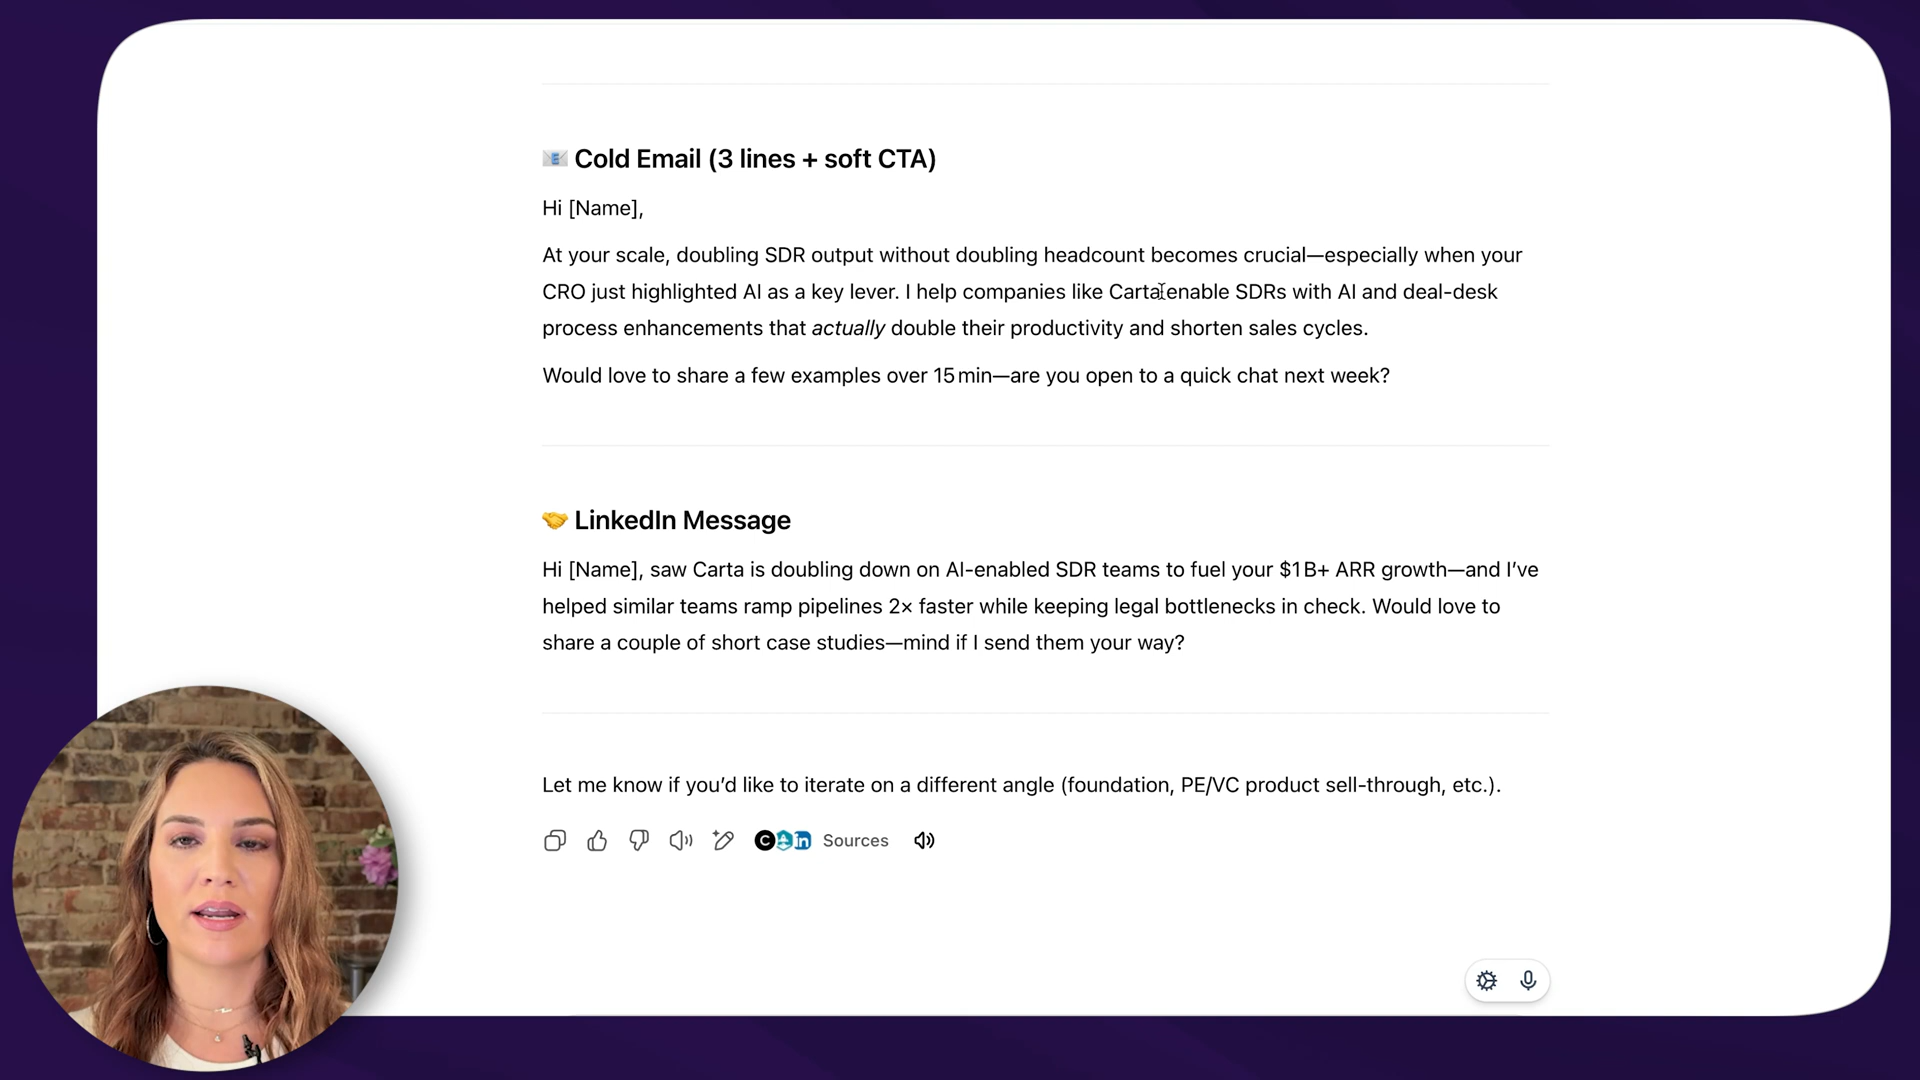 📧 Cold Email (3 lines + soft CTA)
Hi [Name],
At your scale, doubling SDR output without doubling headcount becomes crucial—especially when your
CRO just highlighted AI as a key lever. I help companies like Carta enable SDRs with AI and deal-desk
process enhancements that actually double their productivity and shorten sales cycles.
Would love to share a few examples over 15 min—are you open to a quick chat next week?
🤝 LinkedIn Message
Hi [Name], saw Carta is doubling down on AI-enabled SDR teams to fuel your $1B+ ARR growth—and I’ve
helped similar teams ramp pipelines 2× faster while keeping legal bottlenecks in check. Would love to
share a couple of short case studies—mind if I send them your way?
Let me know if you’d like to iterate on a different angle (foundation, PE/VC product sell-through, etc.).
C in Sources